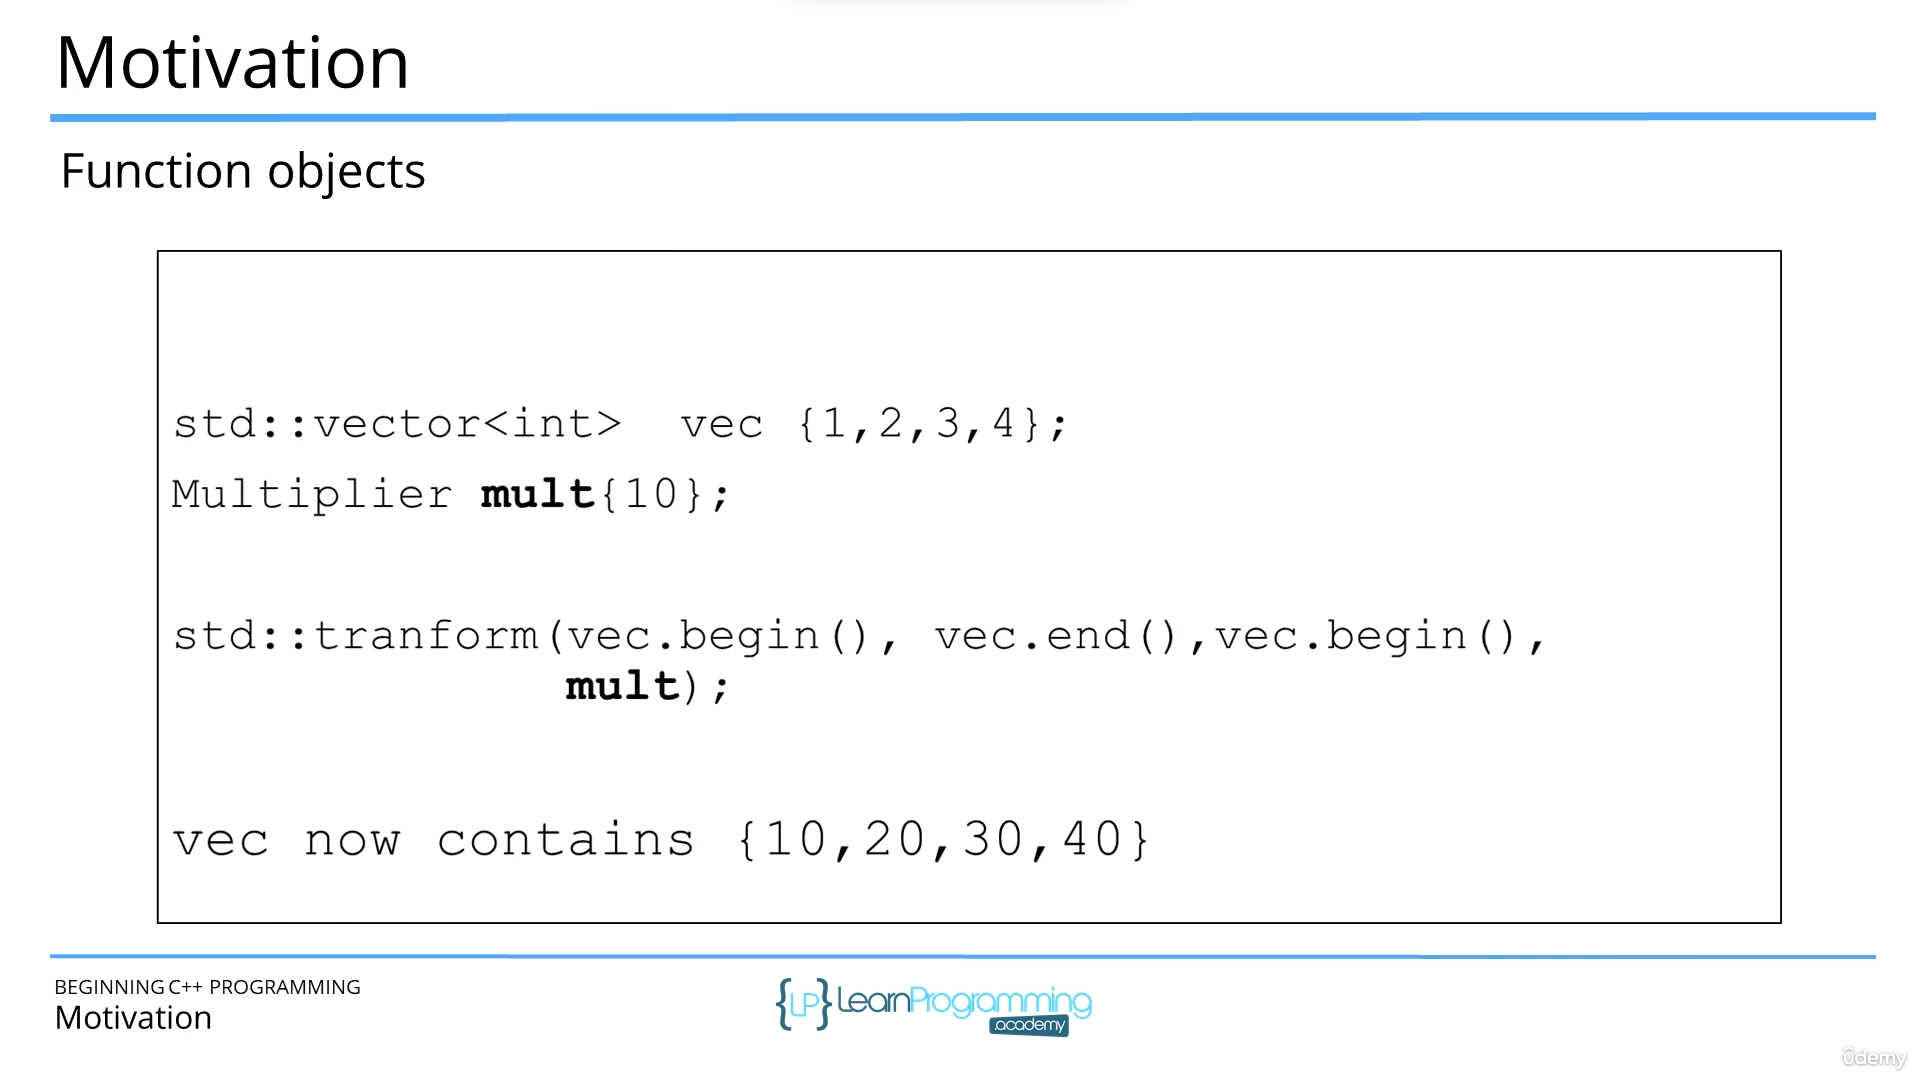 Motivation
Function objects
std::vector<int>  vec {1,2,3,4};
Multiplier mult{10};
std::tranform(vec.begin(), vec.end(),vec.begin(),
mult);
vec now contains {10,20,30,40}
BEGINNING C++ PROGRAMMING
Motivation
{LP} LearnProgramming
.academy
ûdemy